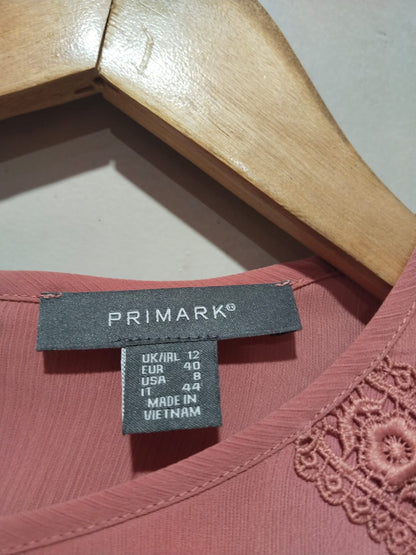 PRIMARK®
UK/IRL 12
EUR 40
USA 8
IT 44
MADE IN
VIETNAM